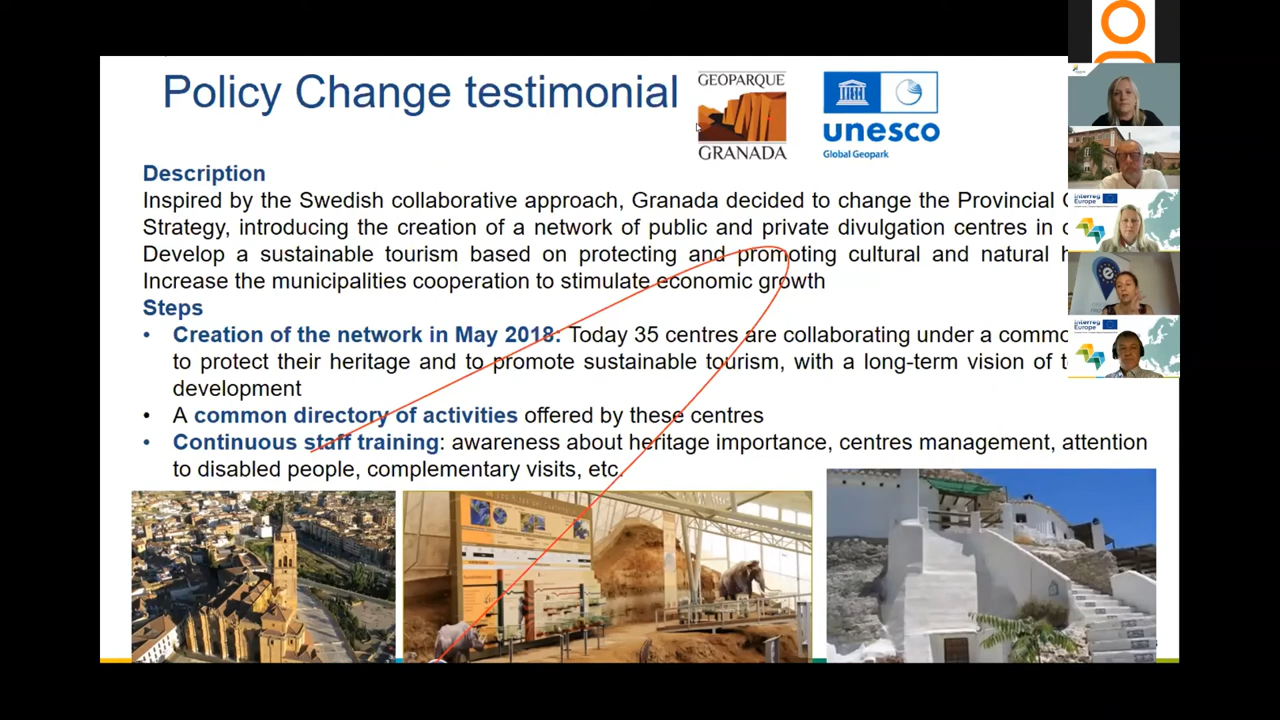 Policy Change testimonial
GEOPARQUE
GRANADA
unesco
Global Geopark
Description
Inspired by the Swedish collaborative approach, Granada decided to change the Provincial
Strategy, introducing the creation of a network of public and private divulgation centres in
Develop a sustainable tourism based on protecting and promoting cultural and natural
Increase the municipalities cooperation to stimulate economic growth
Steps
• Creation of the network in May 2018: Today 35 centres are collaborating under a commo
to protect their heritage and to promote sustainable tourism, with a long-term vision of
development
• A common directory of activities offered by these centres
• Continuous staff training: awareness about heritage importance, centres management, attention
to disabled people, complementary visits, etc.
Interreg
Europe
Interreg
Europe